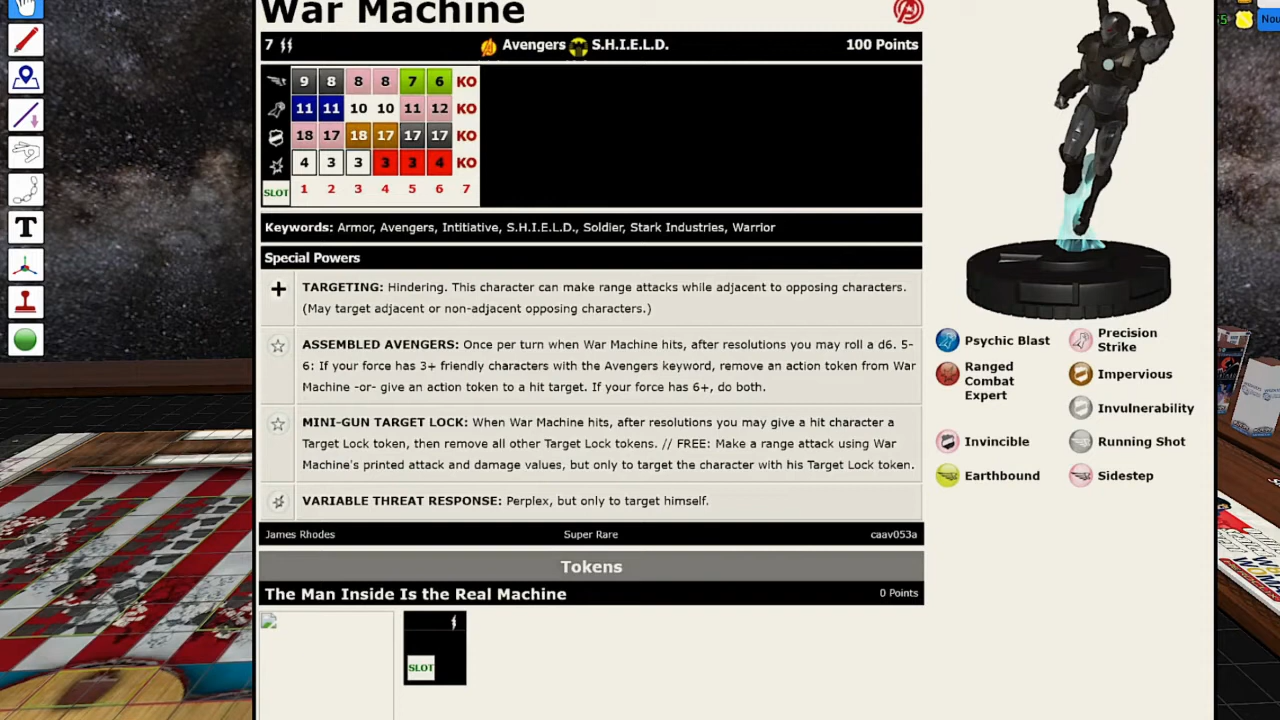 War Machine
7 Avengers S.H.I.E.L.D. 100 Points
9 8 8 8 7 6 KO
11 11 10 10 11 12 KO
18 17 18 17 17 17 KO
4 3 3 3 3 4 KO
SLOT 1 2 3 4 5 6 7
Keywords: Armor, Avengers, Intitiative, S.H.I.E.L.D., Soldier, Stark Industries, Warrior
Special Powers
TARGETING: Hindering. This character can make range attacks while adjacent to opposing characters.
(May target adjacent or non-adjacent opposing characters.)
ASSEMBLED AVENGERS: Once per turn when War Machine hits, after resolutions you may roll a d6. 5-
6: If your force has 3+ friendly characters with the Avengers keyword, remove an action token from War
Machine -or- give an action token to a hit target. If your force has 6+, do both.
MINI-GUN TARGET LOCK: When War Machine hits, after resolutions you may give a hit character a
Target Lock token, then remove all other Target Lock tokens. // FREE: Make a range attack using War
Machine's printed attack and damage values, but only to target the character with his Target Lock token.
VARIABLE THREAT RESPONSE: Perplex, but only to target himself.
James Rhodes Super Rare caav053a
Tokens
The Man Inside Is the Real Machine 0 Points
SLOT
Psychic Blast
Precision
Strike
Ranged
Combat
Expert
Impervious
Invulnerability
Invincible
Running Shot
Earthbound
Sidestep
T